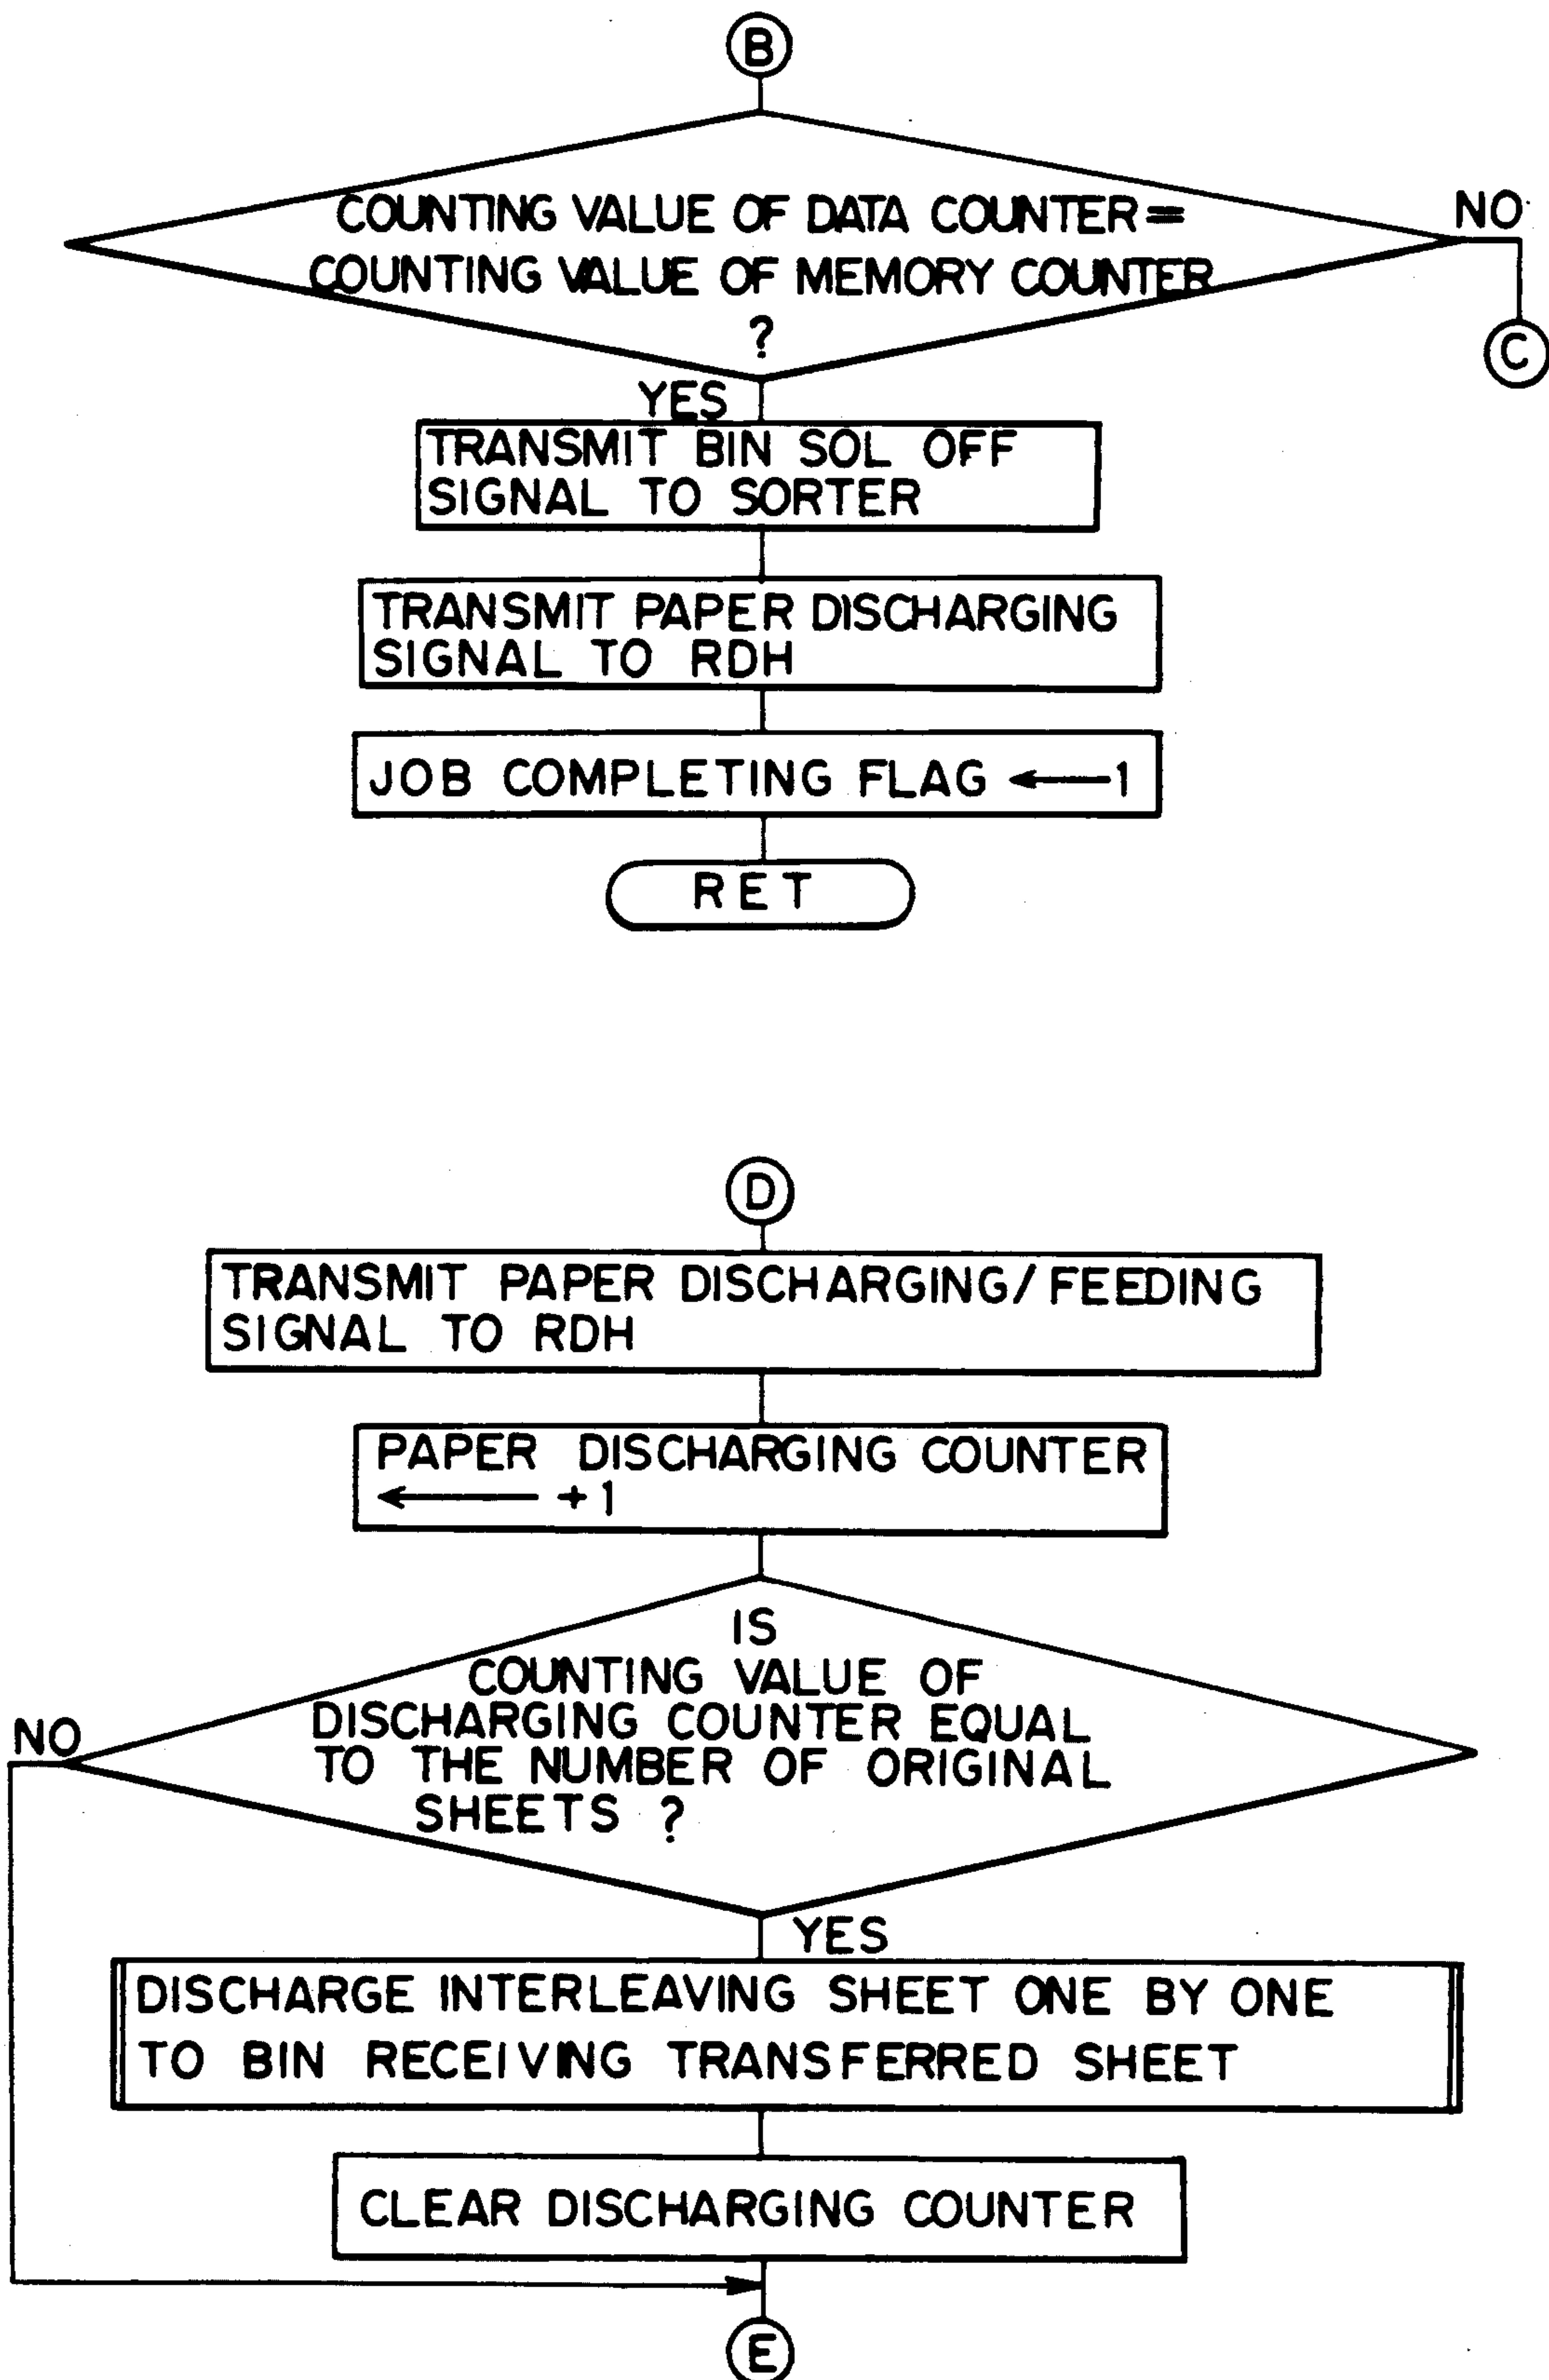 B
COUNTING VALUE OF DATA COUNTER=
COUNTING VALUE OF MEMORY COUNTER
?
NO
C
YES
TRANSMIT BIN SOL OFF
SIGNAL TO SORTER
TRANSMIT PAPER DISCHARGING
SIGNAL TO RDH
JOB COMPLETING FLAG ← 1
RET
D
TRANSMIT PAPER DISCHARGING/FEEDING
SIGNAL TO RDH
PAPER DISCHARGING COUNTER
← +1
IS
COUNTING VALUE OF
DISCHARGING COUNTER EQUAL
TO THE NUMBER OF ORIGINAL
SHEETS ?
NO
YES
DISCHARGE INTERLEAVING SHEET ONE BY ONE
TO BIN RECEIVING TRANSFERRED SHEET
CLEAR DISCHARGING COUNTER
E